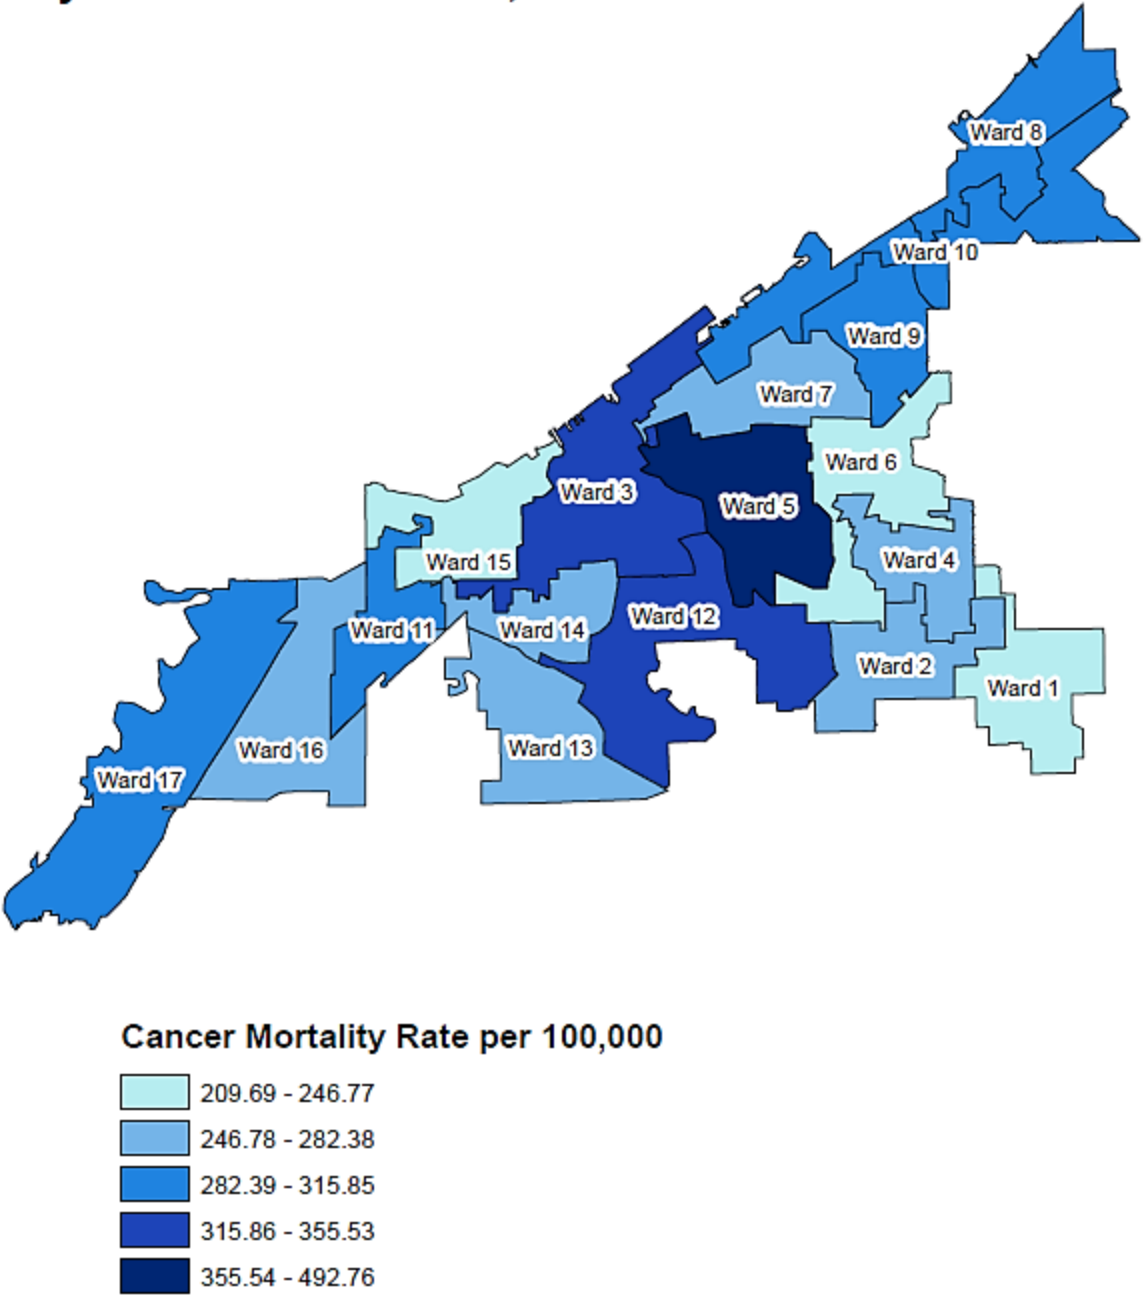 Ward 8
Ward 10
Ward 9
Ward 7
Ward 6
Ward 3
Ward 5
Ward 15
Ward 4
Ward 12
Ward 11
Ward 14
Ward 2
Ward 1
Ward 16
Ward 13
Ward 17
Cancer Mortality Rate per 100,000
209.69 - 246.77
246.78 - 282.38
282.39 - 315.85
315.86 - 355.53
355.54 - 492.76